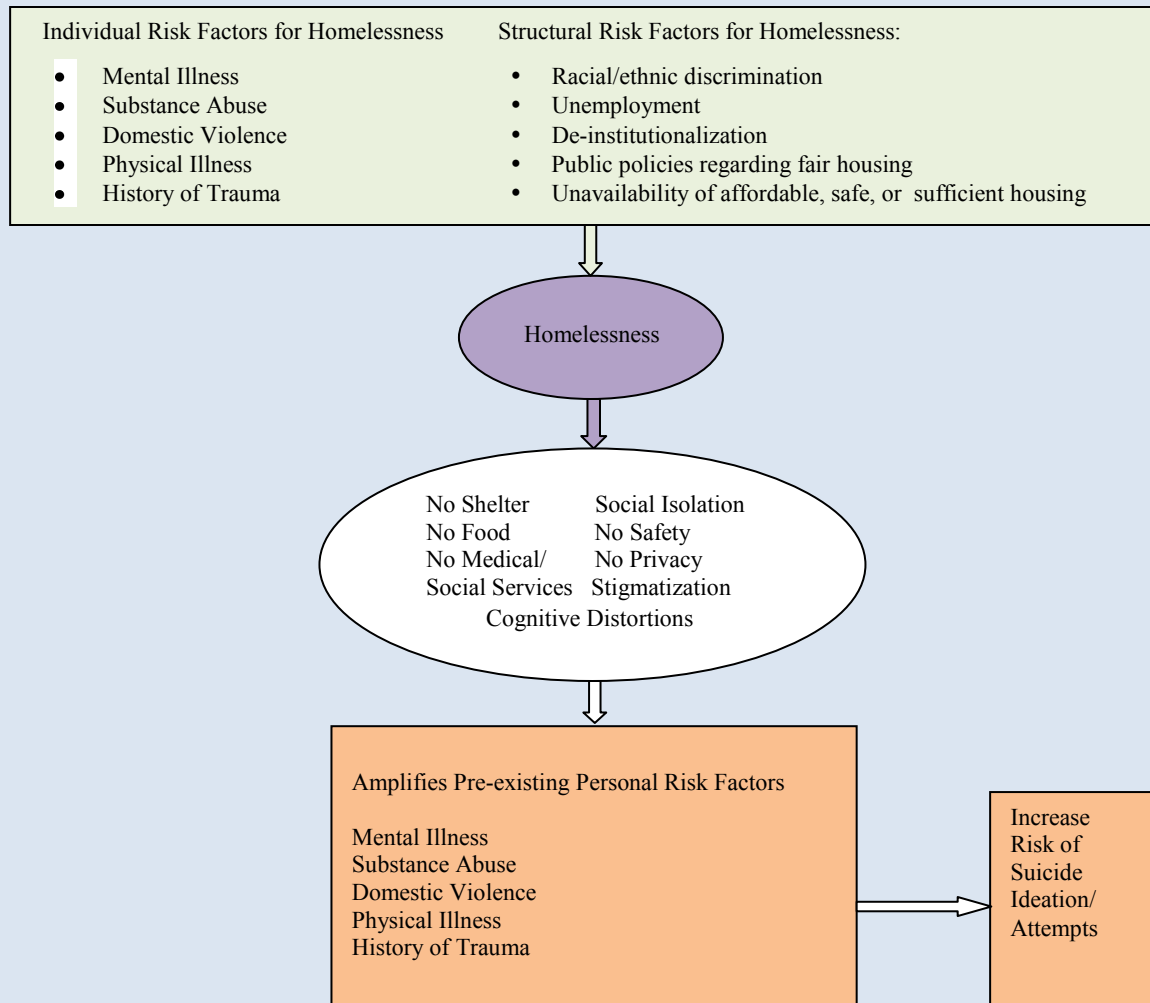 Individual Risk Factors for Homelessness
• Mental Illness
• Substance Abuse
• Domestic Violence
• Physical Illness
• History of Trauma
Structural Risk Factors for Homelessness:
• Racial/ethnic discrimination
• Unemployment
• De-institutionalization
• Public policies regarding fair housing
• Unavailability of affordable, safe, or sufficient housing
Homelessness
No Shelter Social Isolation
No Food No Safety
No Medical/ No Privacy
Social Services Stigmatization
Cognitive Distortions
Amplifies Pre-existing Personal Risk Factors
Mental Illness
Substance Abuse
Domestic Violence
Physical Illness
History of Trauma
Increase
Risk of
Suicide
Ideation/
Attempts